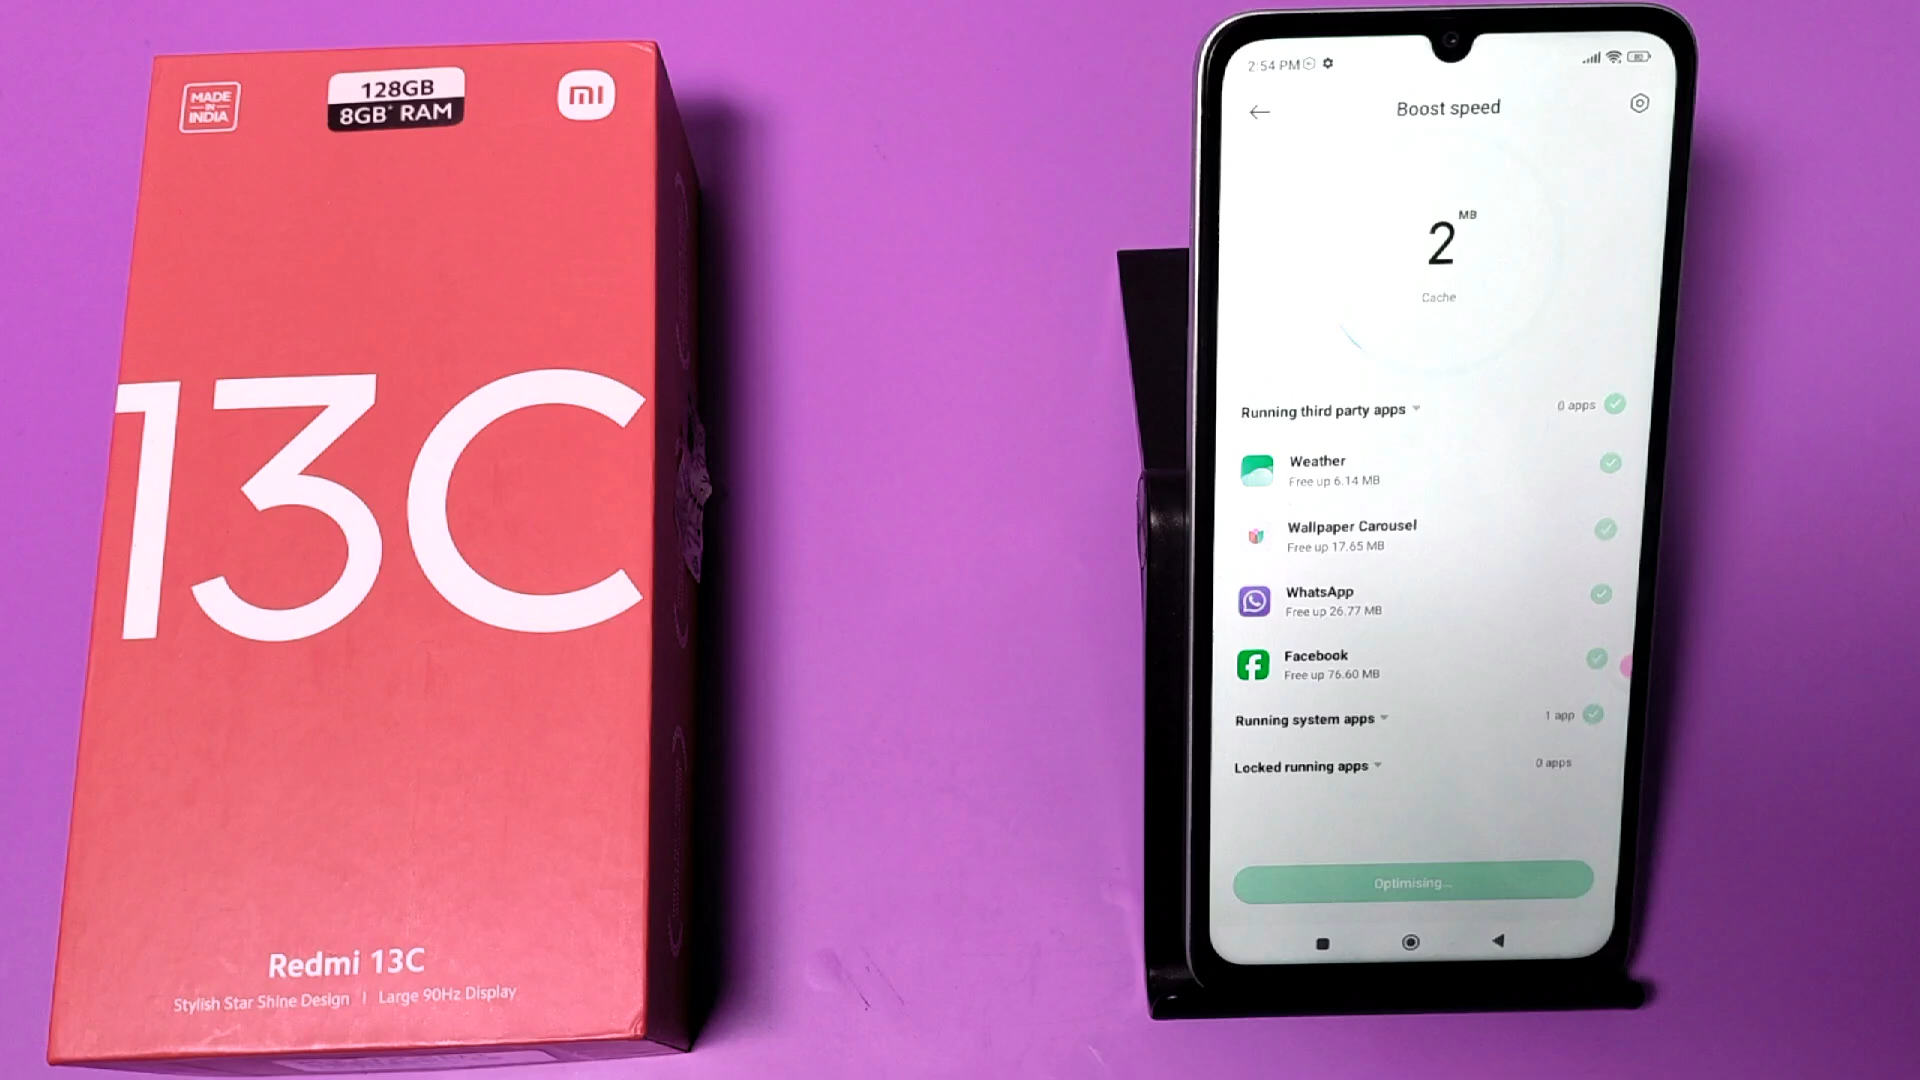 MADE
IN
INDIA
128GB
8GB* RAM
mi
13C
Redmi 13C
Stylish Star Shine Design | Large 90Hz Display
2:54 PM
80
Boost speed
2 MB
Cache
Running third party apps 0 apps
Weather
Free up 6.14 MB
Wallpaper Carousel
Free up 17.65 MB
WhatsApp
Free up 26.77 MB
Facebook
Free up 76.60 MB
Running system apps 1 app
Locked running apps 0 apps
Optimising...